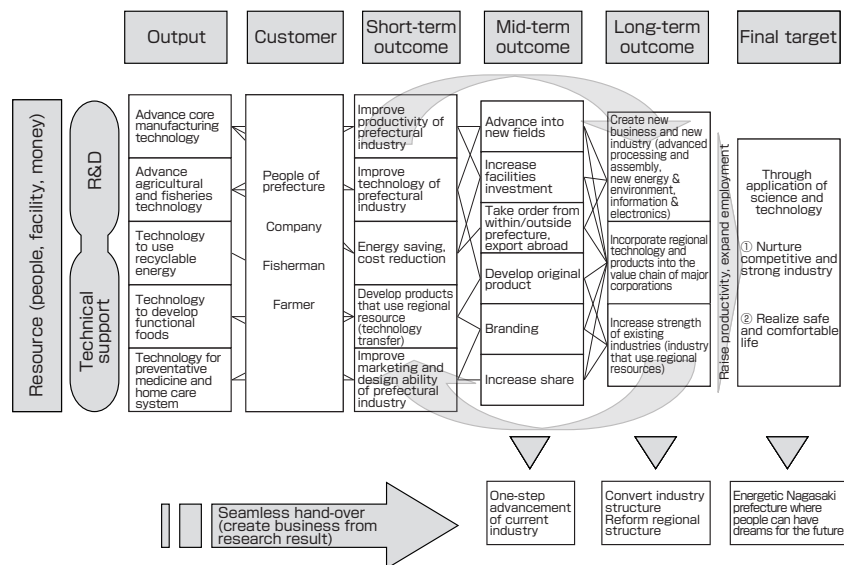 Output
Customer
Short-term
outcome
Mid-term
outcome
Long-term
outcome
Final target
Resource (people, facility, money)
R&D
Technical
support
Advance core
manufacturing
technology
Advance
agricultural
and fisheries
technology
Technology
to use
recyclable
energy
Technology
to develop
functional
foods
Technology for
preventative
medicine and
home care
system
People of
prefecture
Company
Fisherman
Farmer
Improve
productivity of
prefectural
industry
Improve
technology of
prefectural
industry
Energy saving,
cost reduction
Develop products
that use regional
resource
(technology
transfer)
Improve
marketing and
design ability
of prefectural
industry
Advance into
new fields
Increase
facilities
investment
Take order from
within/outside
prefecture,
export abroad
Develop original
product
Branding
Increase share
Create new
business and new
industry (advanced
processing and
assembly,
new energy &
environment,
information &
electronics)
Incorporate regional
technology and
products into the
value chain of major
corporations
Increase strength
of existing
industries (industry
that use regional
resources)
Raise productivity, expand employment
Through
application of
science and
technology
① Nurture
competitive and
strong industry
② Realize safe
and comfortable
life
Seamless hand-over
(create business from
research result)
One-step
advancement
of current
industry
Convert industry
structure
Reform regional
structure
Energetic Nagasaki
prefecture where
people can have
dreams for the future